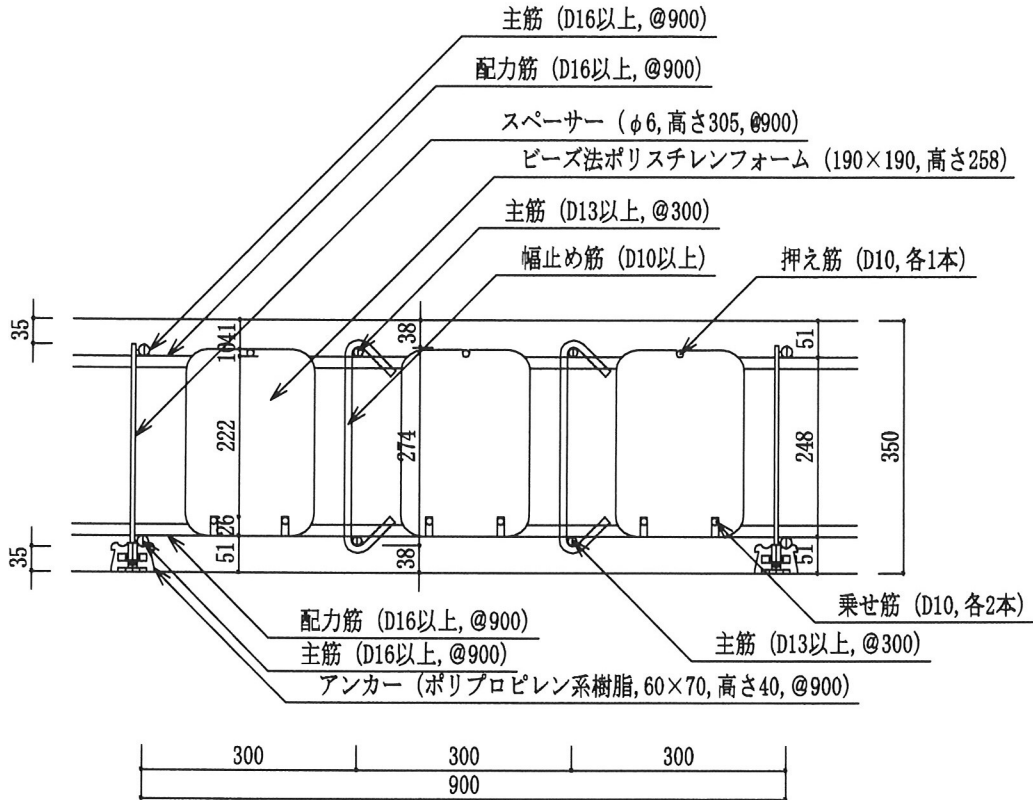 主筋 (D16以上, @900)
配力筋 (D16以上, @900)
スペーサー (φ6, 高さ305, @900)
ビーズ法ポリスチレンフォーム (190×190, 高さ258)
主筋 (D13以上, @300)
幅止め筋 (D10以上)
押え筋 (D10, 各1本)
35
41
10
38
51
222
274
248
350
26
51
38
51
35
乗せ筋 (D10, 各2本)
配力筋 (D16以上, @900)
主筋 (D13以上, @300)
主筋 (D16以上, @900)
アンカー (ポリプロピレン系樹脂, 60×70, 高さ40, @900)
300
300
300
900